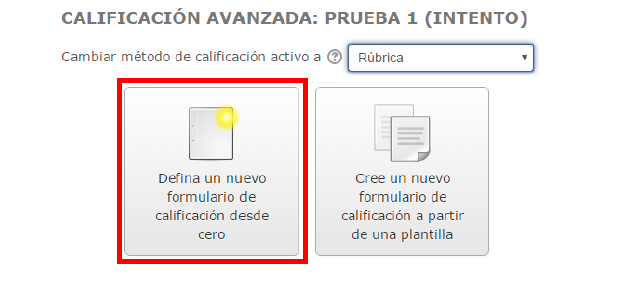 CALIFICACIÓN AVANZADA: PRUEBA 1 (INTENTO)
Cambiar método de calificación activo a ? Rúbrica
Defina un nuevo
formulario de
calificación desde
cero
Cree un nuevo
formulario de
calificación a partir
de una plantilla